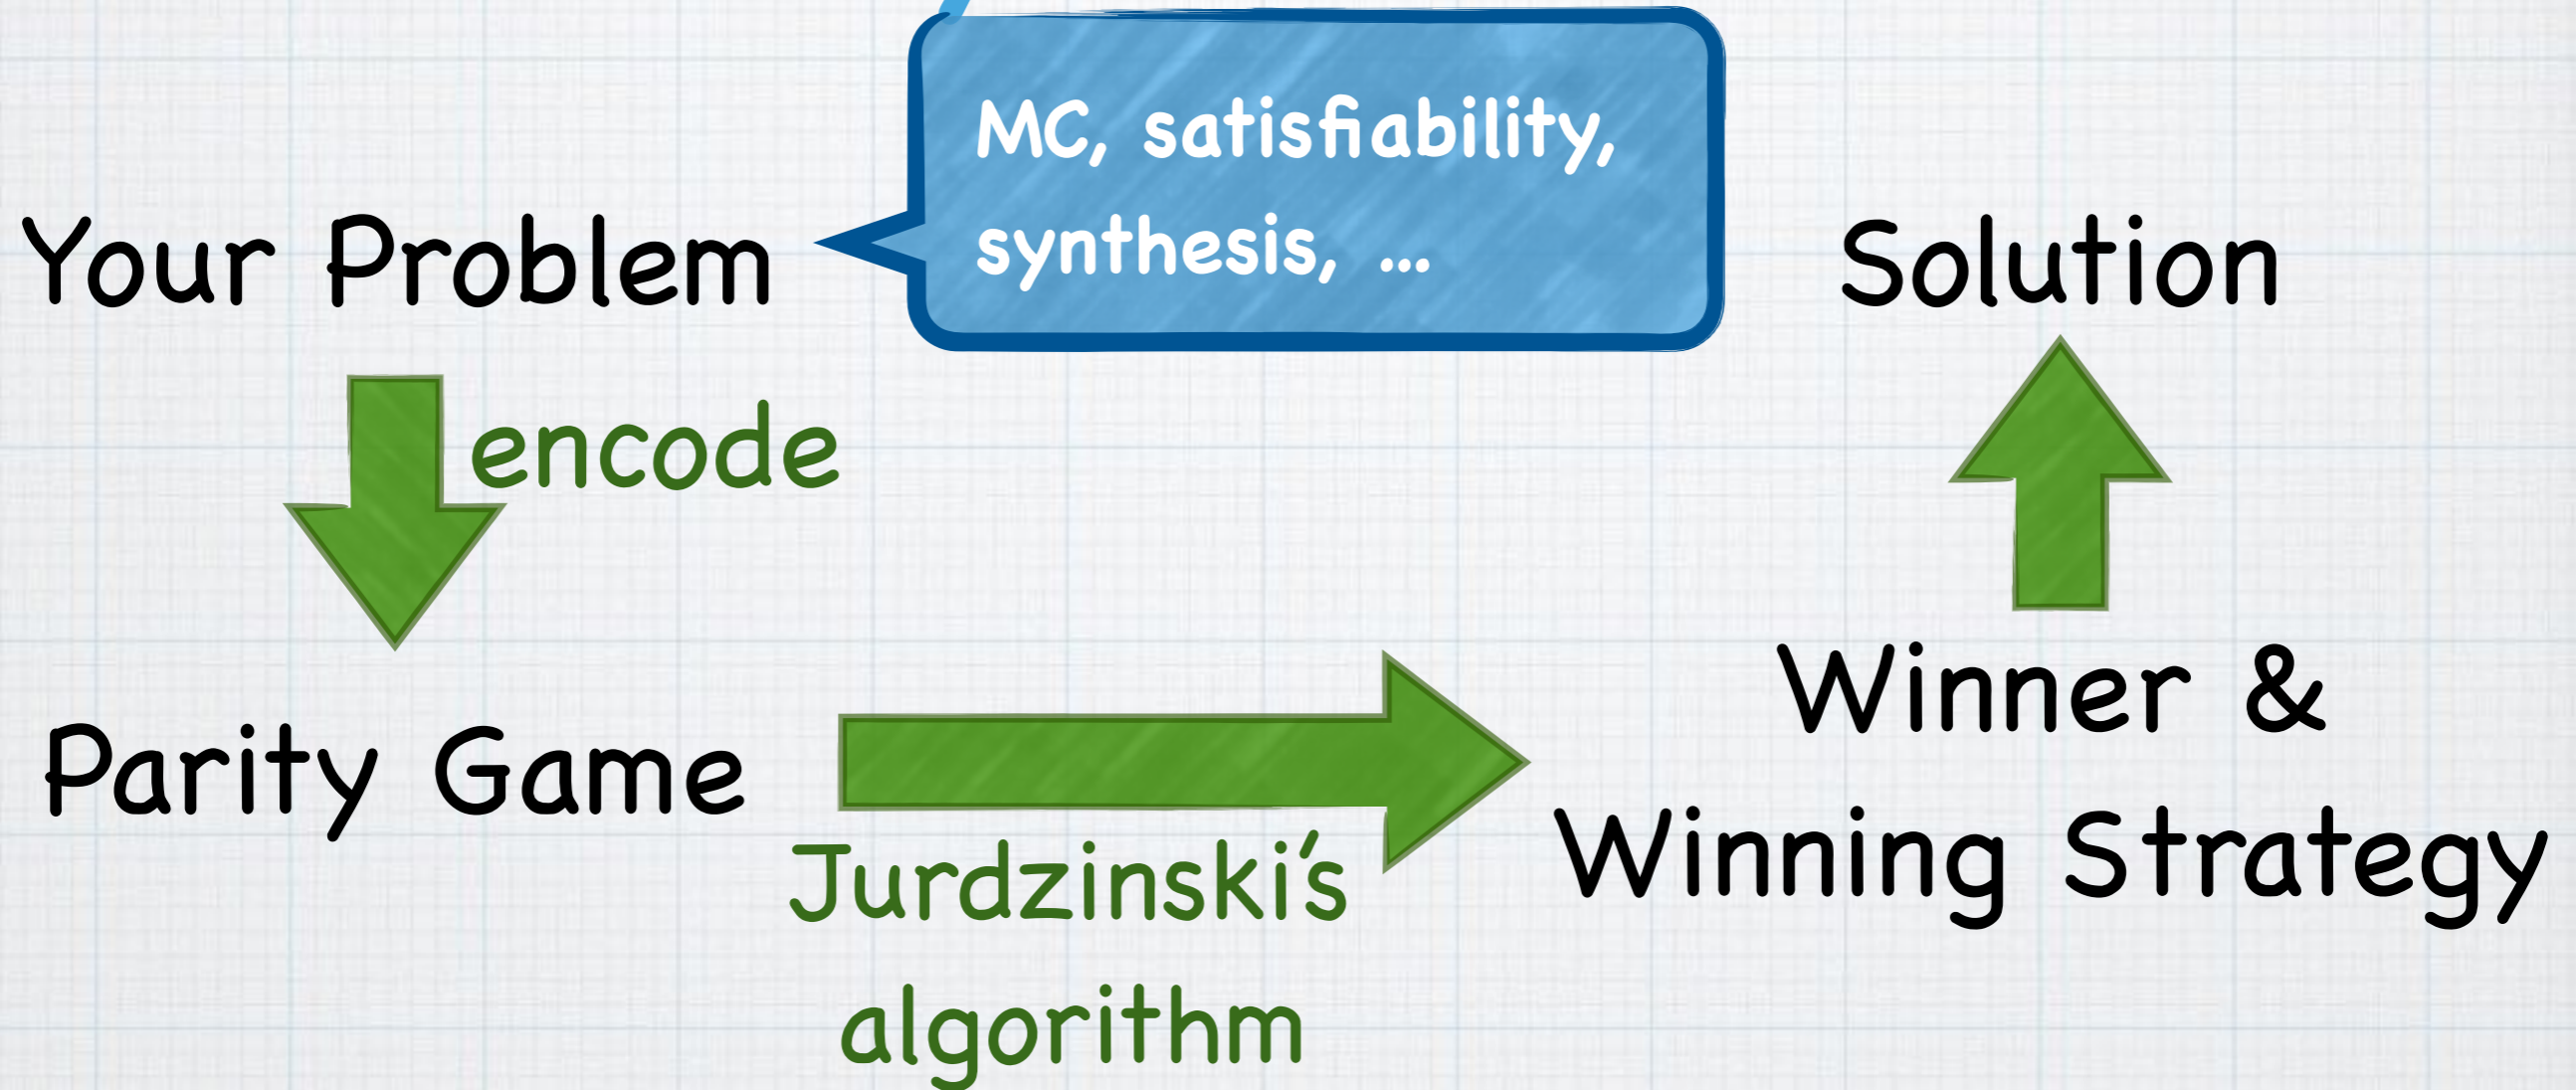 MC, satisfiability,
synthesis, ...
Your Problem
Solution
encode
Parity Game
Winner &
Winning Strategy
Jurdzinski's
algorithm